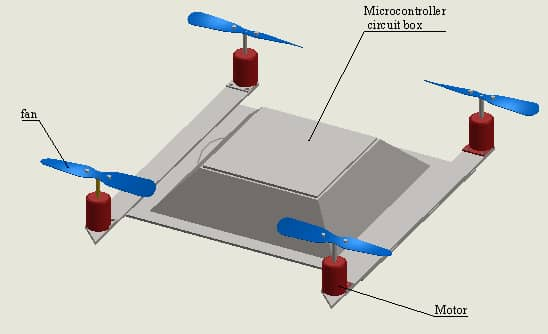 Microcontroller
circuit box
fan
Motor